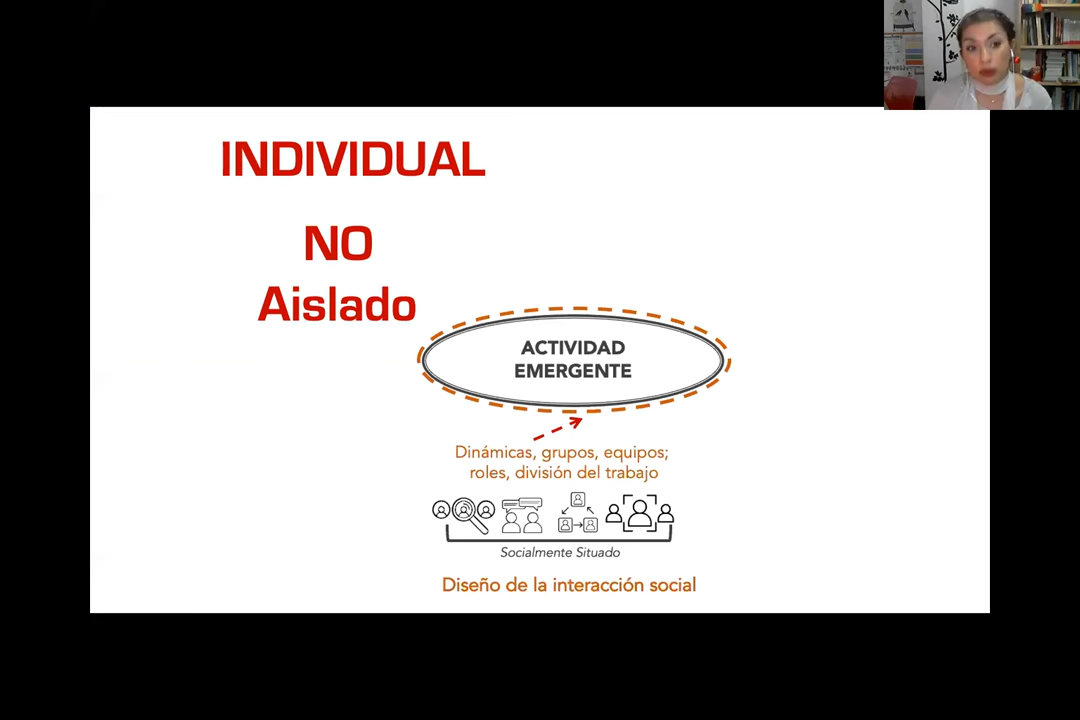 INDIVIDUAL
NO
Aislado
ACTIVIDAD
EMERGENTE
Dinámicas, grupos, equipos;
roles, división del trabajo
Socialmente Situado
Diseño de la interacción social